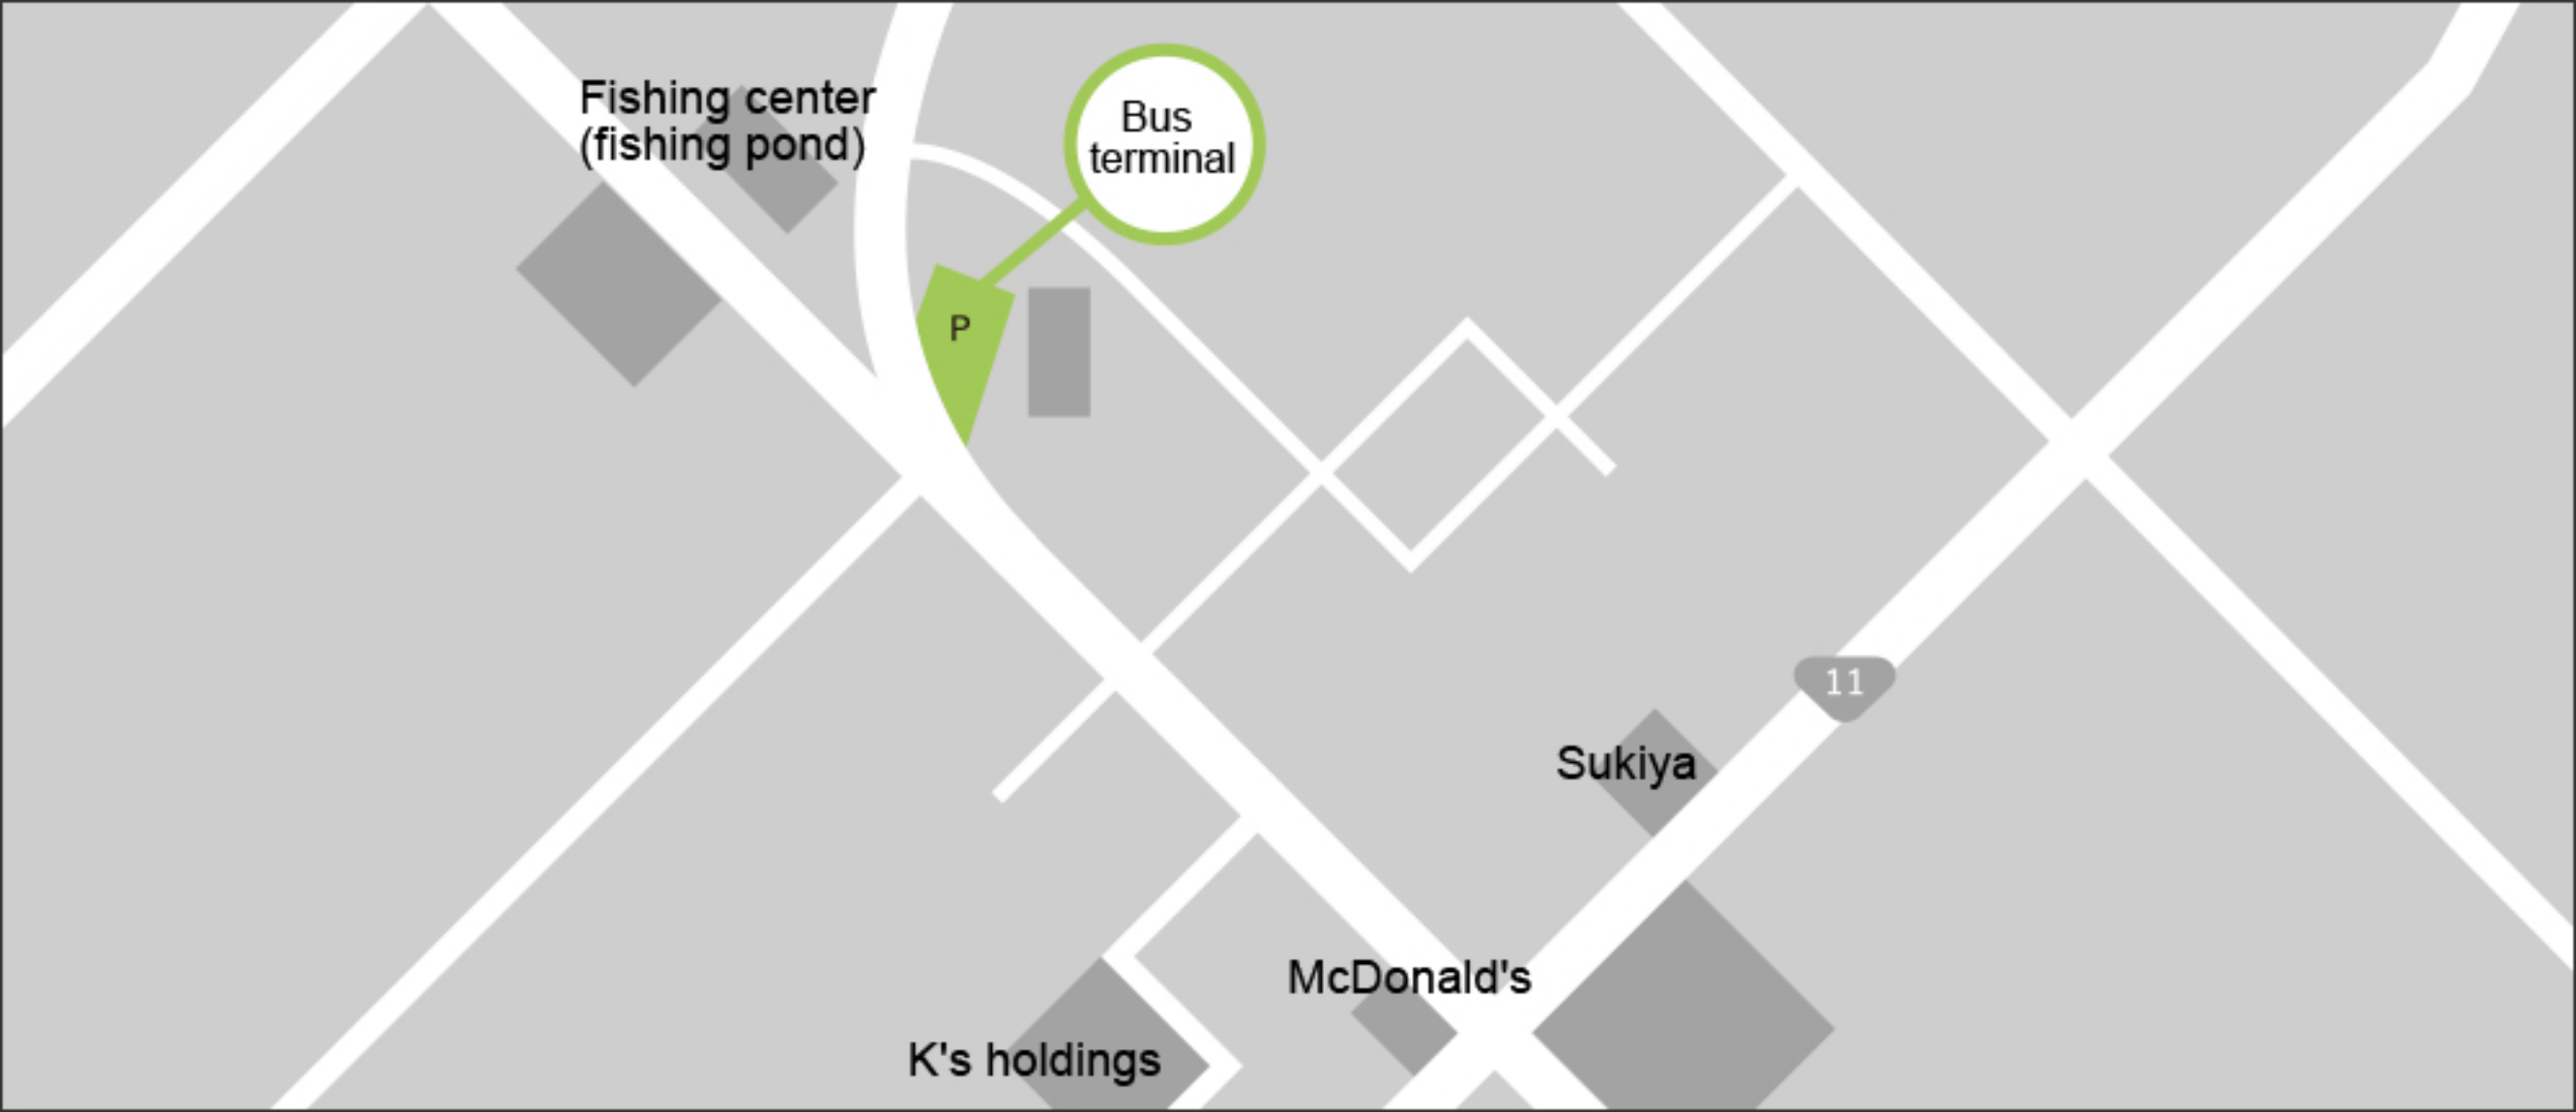 Fishing center
(fishing pond)
Bus
terminal
P
11
Sukiya
McDonald's
K's holdings